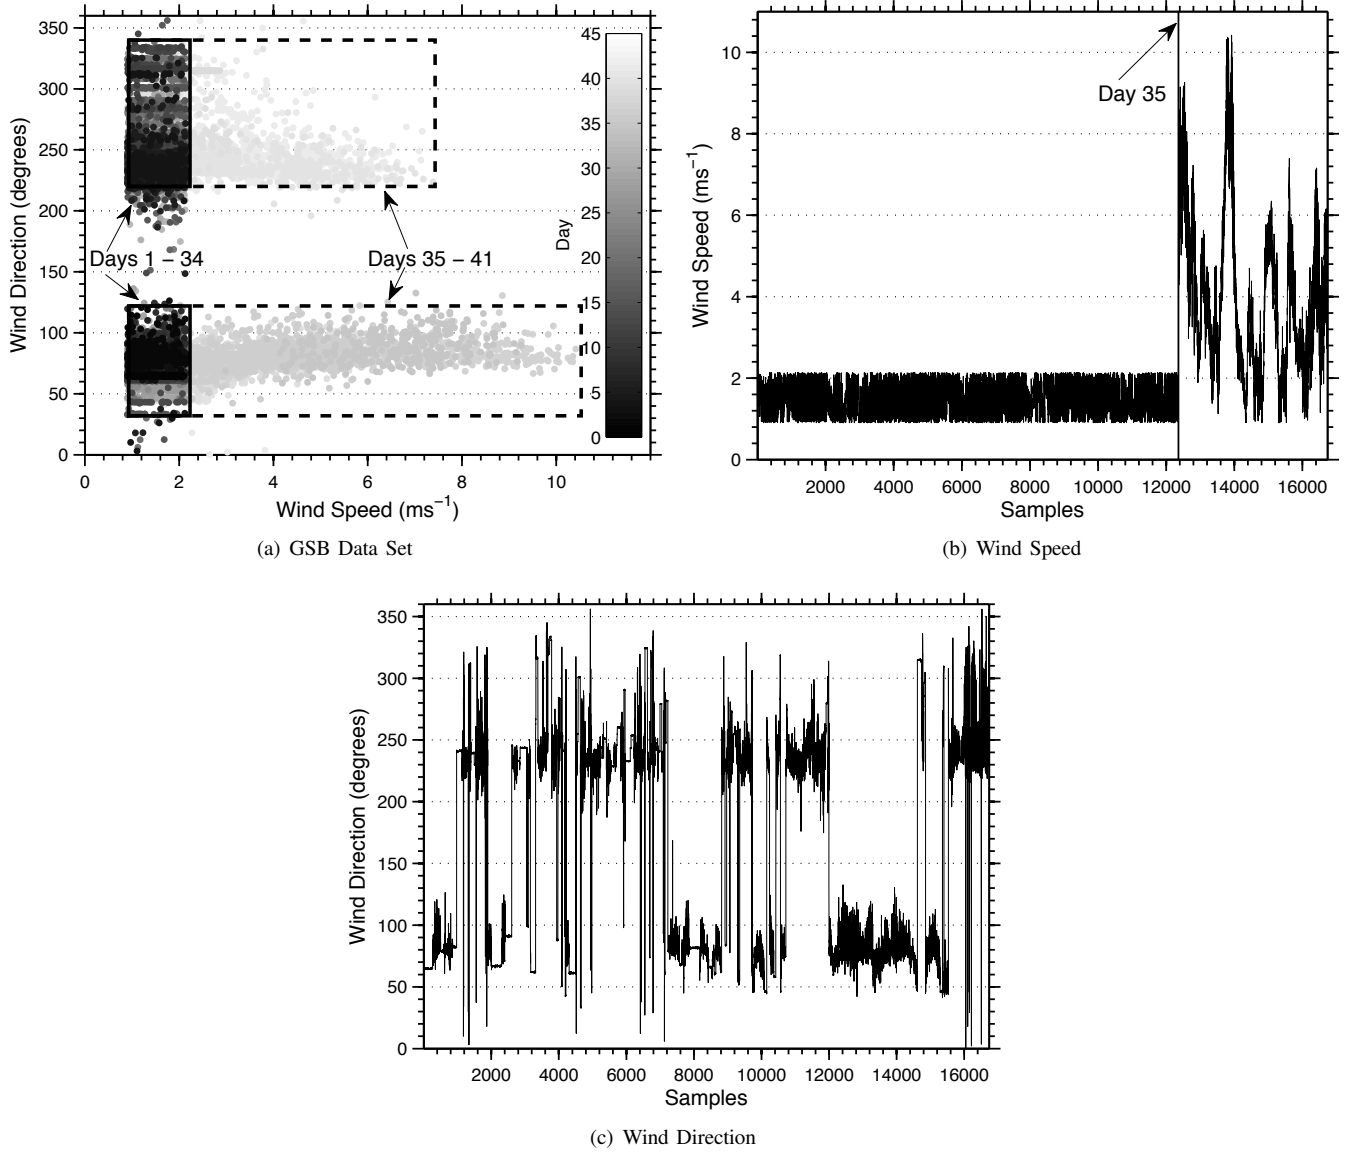 350
300
250
200
150
100
50
0
Wind Direction (degrees)
0 2 4 6 8 10
Wind Speed (ms−1)
Days 1 − 34
Days 35 − 41
45
40
35
30
25
20
15
10
5
0
Day
(a) GSB Data Set
10
8
6
4
2
0
Wind Speed (ms−1)
Day 35
2000 4000 6000 8000 10000 12000 14000 16000
Samples
(b) Wind Speed
350
300
250
200
150
100
50
0
Wind Direction (degrees)
2000 4000 6000 8000 10000 12000 14000 16000
Samples
(c) Wind Direction